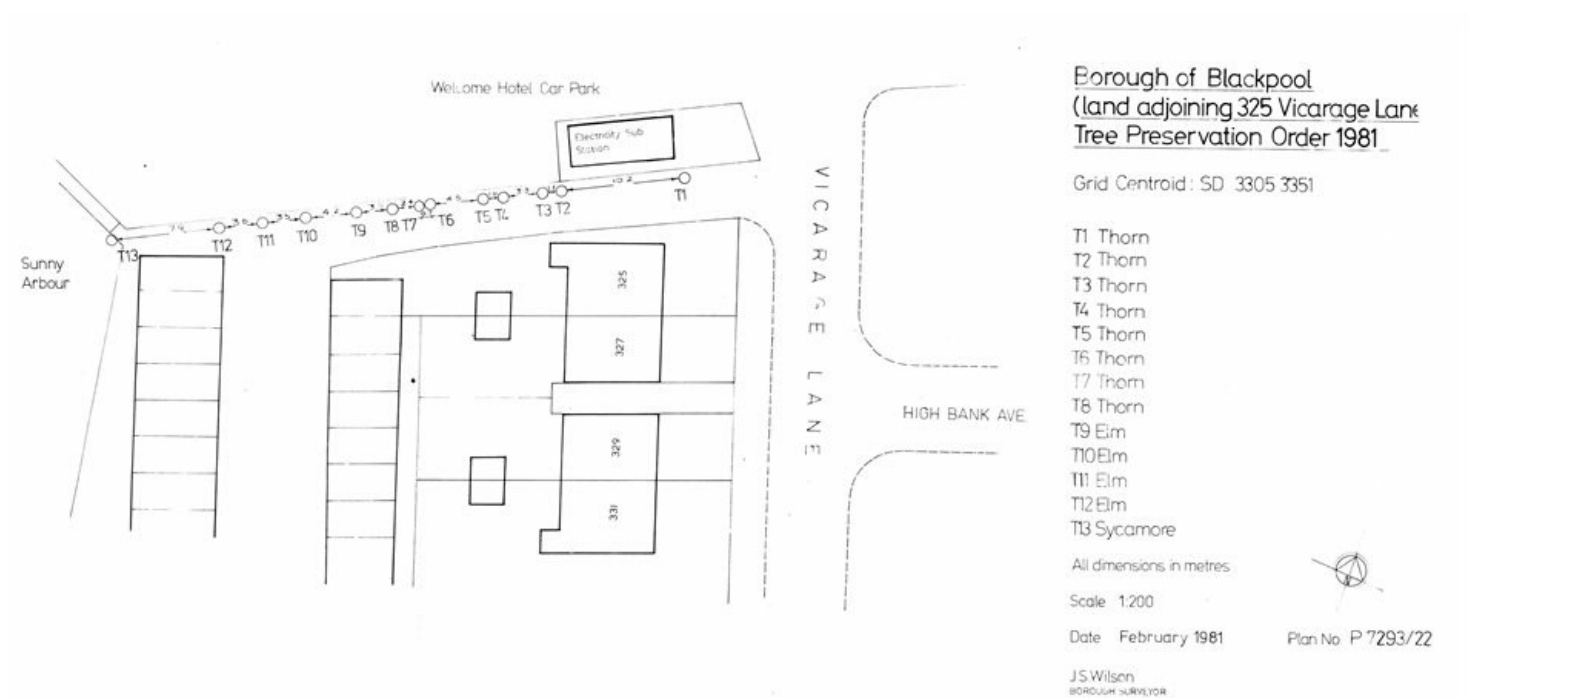 Welcome Hotel Car Park
Electricity Sub
Station
10.2
T1
T2
T3
T4
T5
T6
T7
T8
T9
T10
T11
T12
T13
Sunny
Arbour
325
327
329
331
VICARAGE LANE
HIGH BANK AVE
Borough of Blackpool
(land adjoining 325 Vicarage Lane
Tree Preservation Order 1981
Grid Centroid: SD 3305 3351
T1 Thorn
T2 Thorn
T3 Thorn
T4 Thorn
T5 Thorn
T6 Thorn
T7 Thorn
T8 Thorn
T9 Elm
T10 Elm
T11 Elm
T12 Elm
T13 Sycamore
All dimensions in metres
Scale 1:200
Date February 1981
Plan No P 7293/22
J.S.Wilson
BOROUGH SURVEYOR